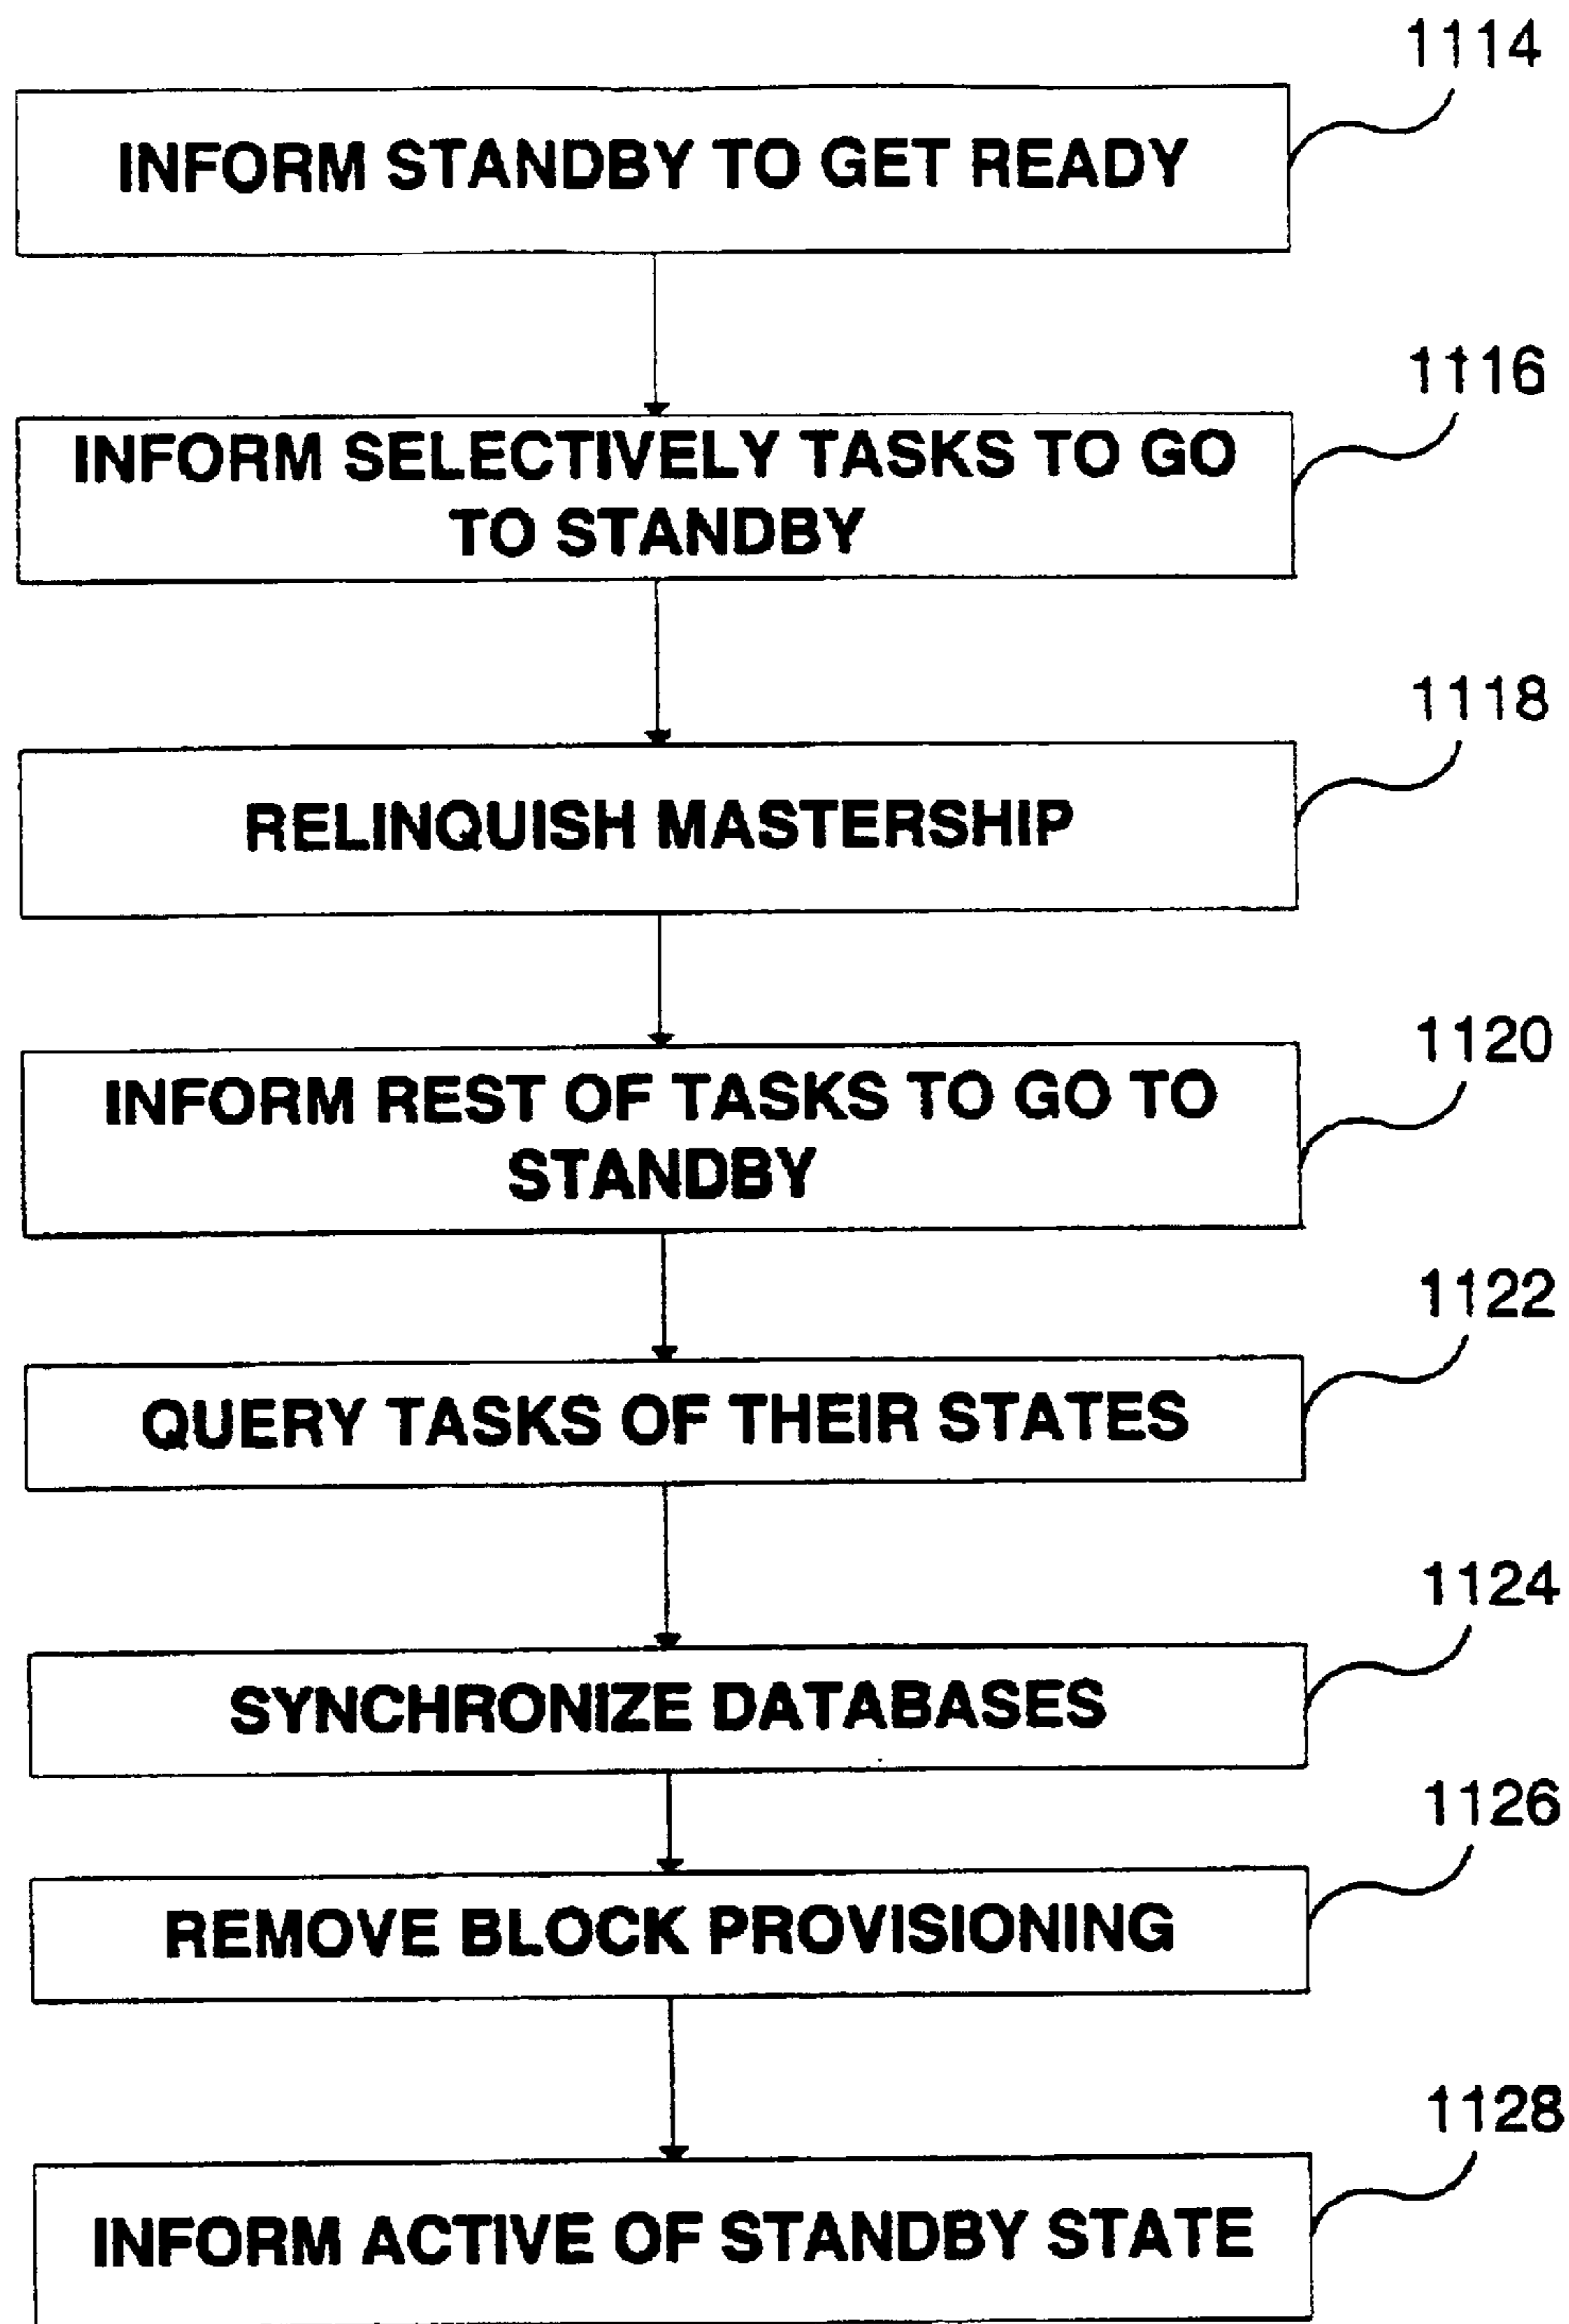 1114
INFORM STANDBY TO GET READY
1116
INFORM SELECTIVELY TASKS TO GO
TO STANDBY
1118
RELINQUISH MASTERSHIP
1120
INFORM REST OF TASKS TO GO TO
STANDBY
1122
QUERY TASKS OF THEIR STATES
1124
SYNCHRONIZE DATABASES
1126
REMOVE BLOCK PROVISIONING
1128
INFORM ACTIVE OF STANDBY STATE